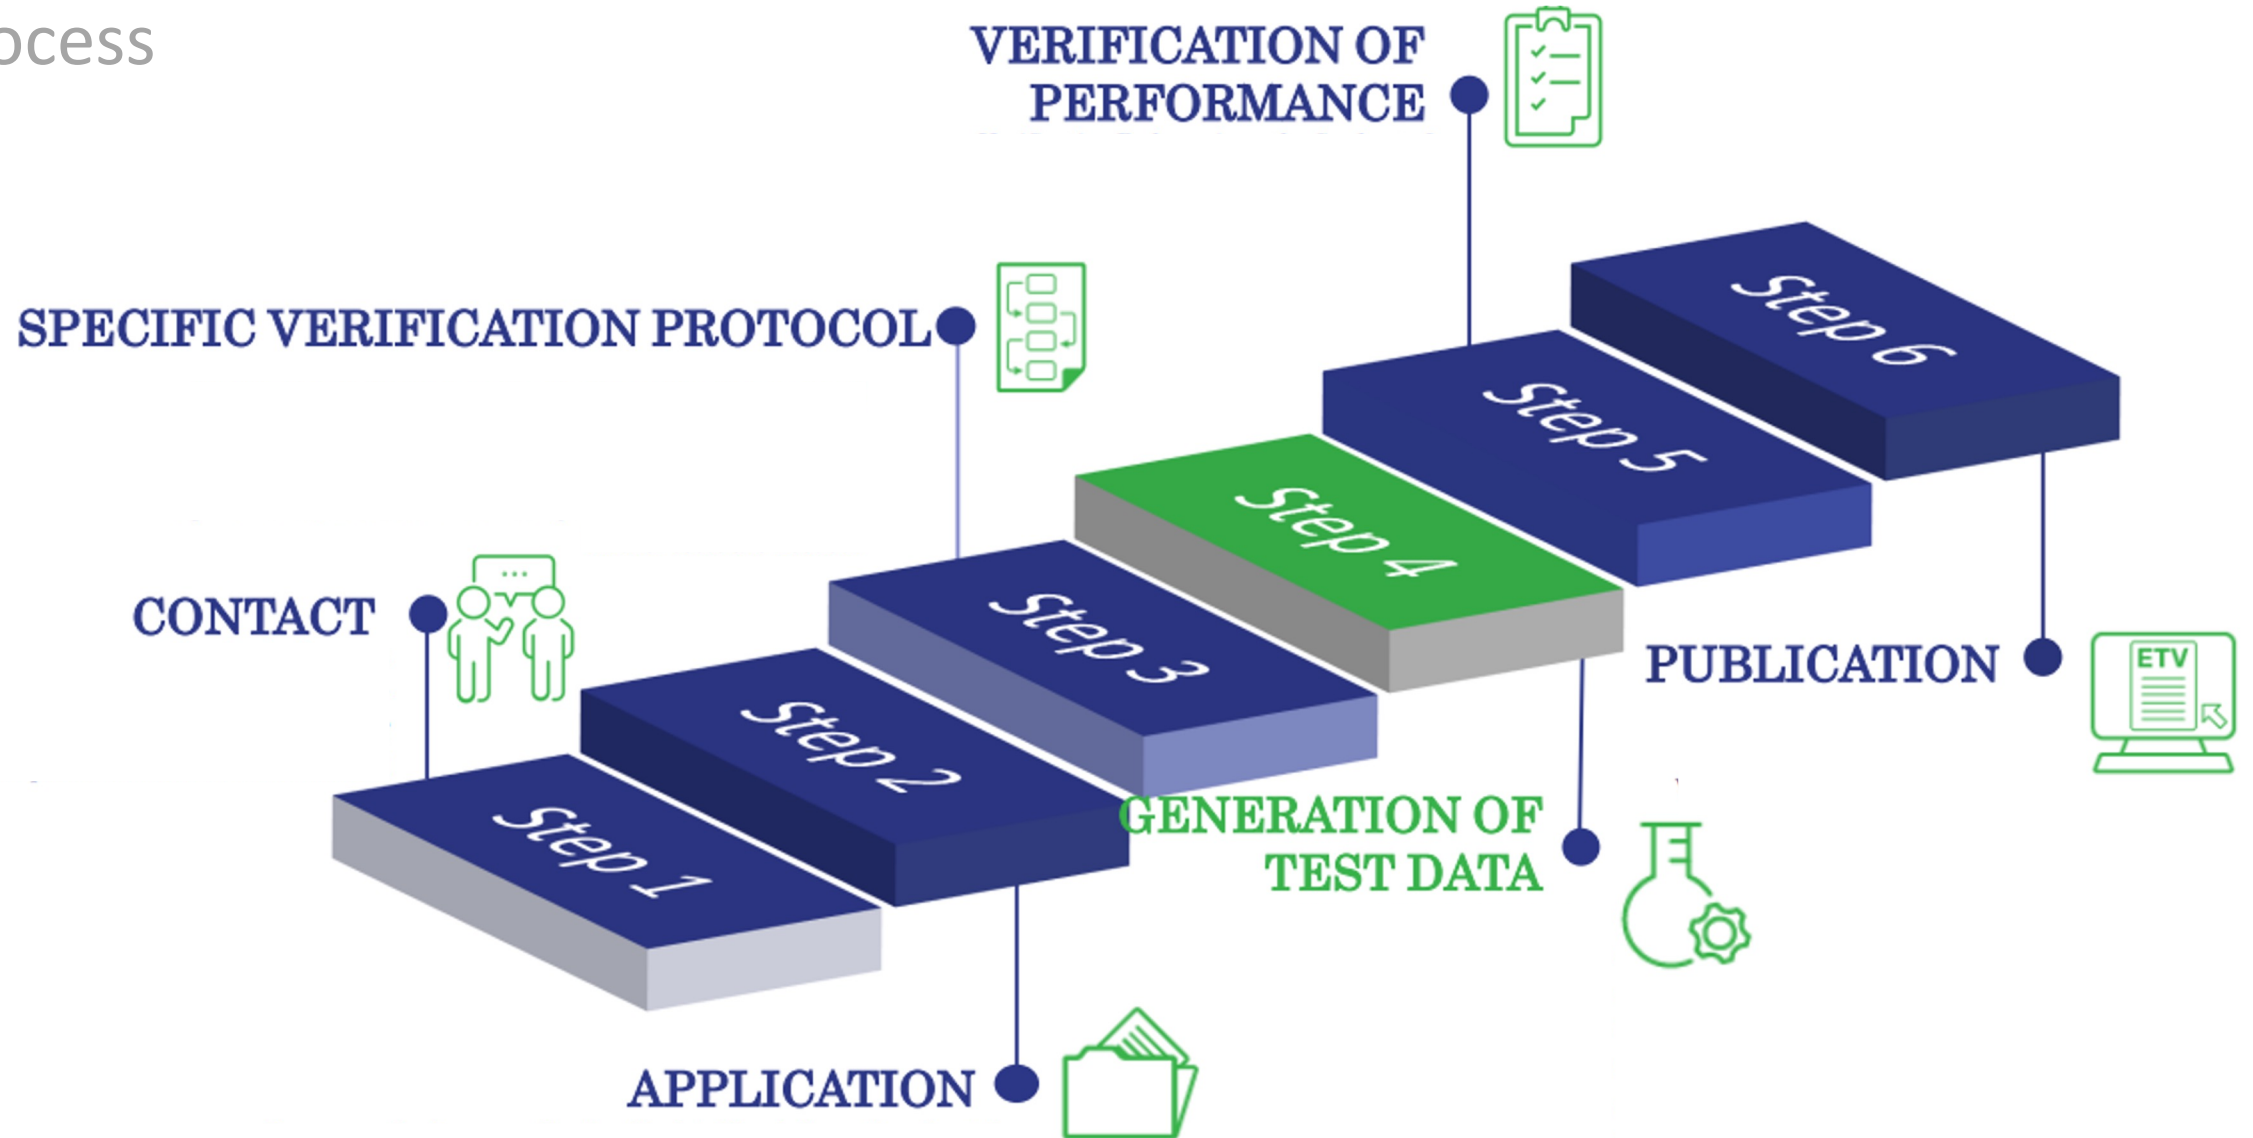 VERIFICATION OF
PERFORMANCE
SPECIFIC VERIFICATION PROTOCOL
CONTACT
Step 6
Step 5
Step 4
Step 3
Step 2
Step 1
PUBLICATION
ETV
GENERATION OF
TEST DATA
APPLICATION